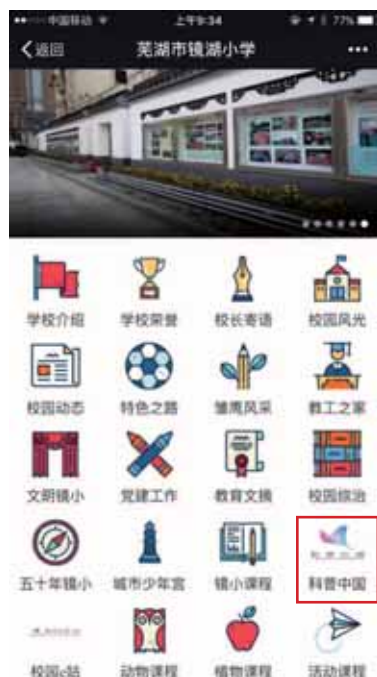 中国移动 上午9:34 77%
返回 芜湖市镜湖小学
学校介绍 学校荣誉 校长寄语 校园风光
校园动态 特色之路 雏鹰风采 教工之家
文明镜小 党建工作 教育文摘 校园综治
五十年镜小 城市少年宫 镜小课程 科普中国
校园e站 动物课程 植物课程 活动课程